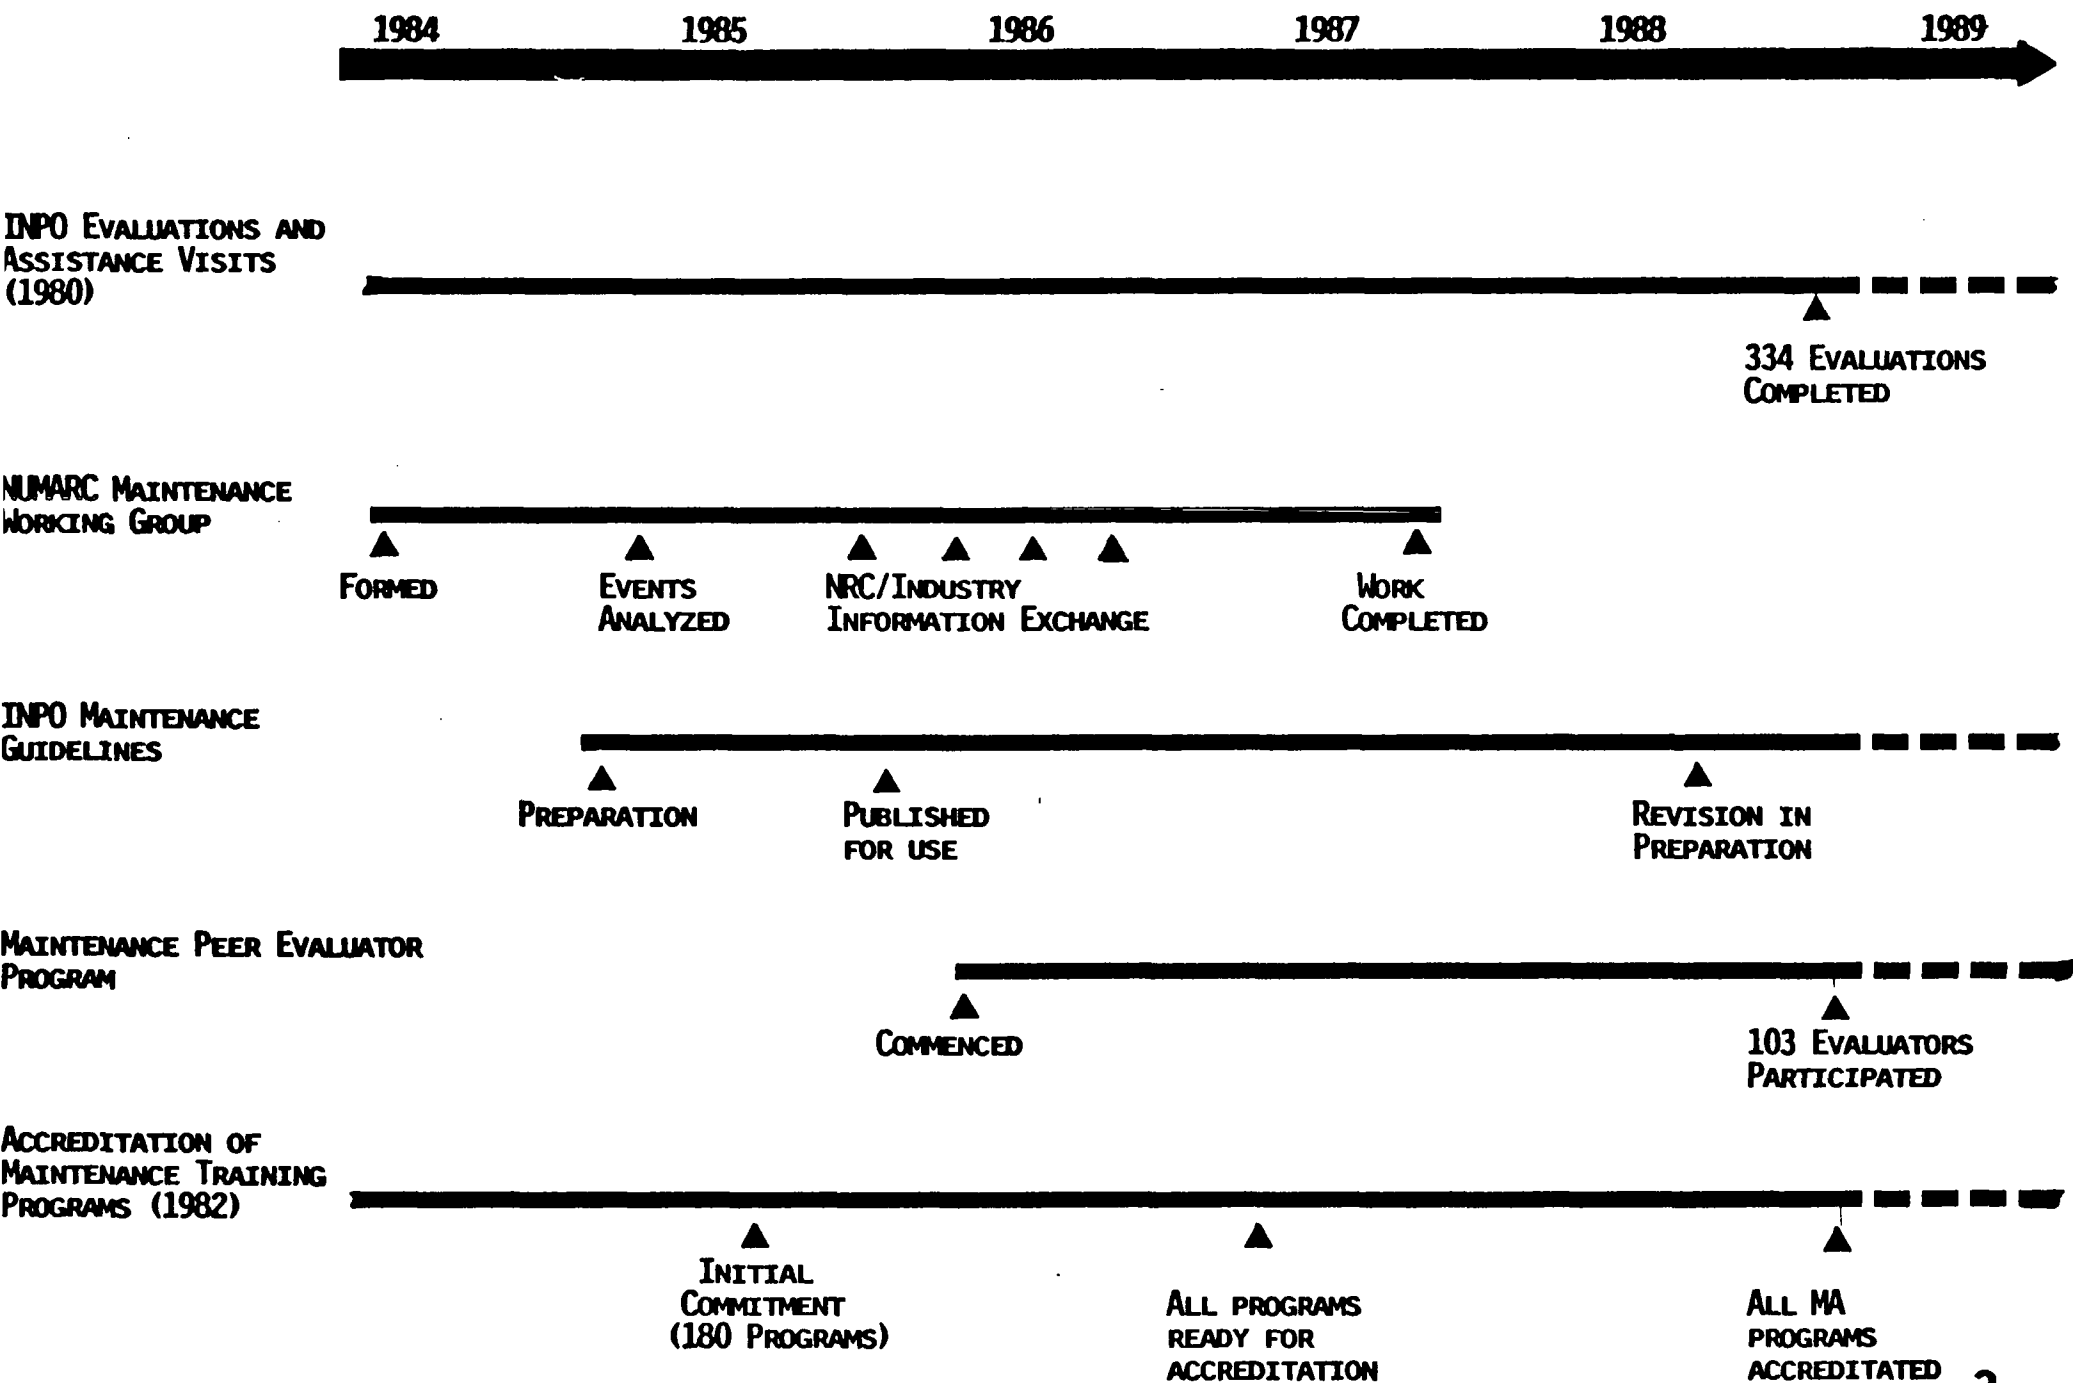 1984 1985 1986 1987 1988 1989
INPO EVALUATIONS AND
ASSISTANCE VISITS
(1980)
334 EVALUATIONS
COMPLETED
NUMARC MAINTENANCE
WORKING GROUP
FORMED
EVENTS
ANALYZED
NRC/INDUSTRY
INFORMATION EXCHANGE
WORK
COMPLETED
INPO MAINTENANCE
GUIDELINES
PREPARATION
PUBLISHED
FOR USE
REVISION IN
PREPARATION
MAINTENANCE PEER EVALUATOR
PROGRAM
COMMENCED
103 EVALUATORS
PARTICIPATED
ACCREDITATION OF
MAINTENANCE TRAINING
PROGRAMS (1982)
INITIAL
COMMITMENT
(180 PROGRAMS)
ALL PROGRAMS
READY FOR
ACCREDITATION
ALL MA
PROGRAMS
ACCREDITATED